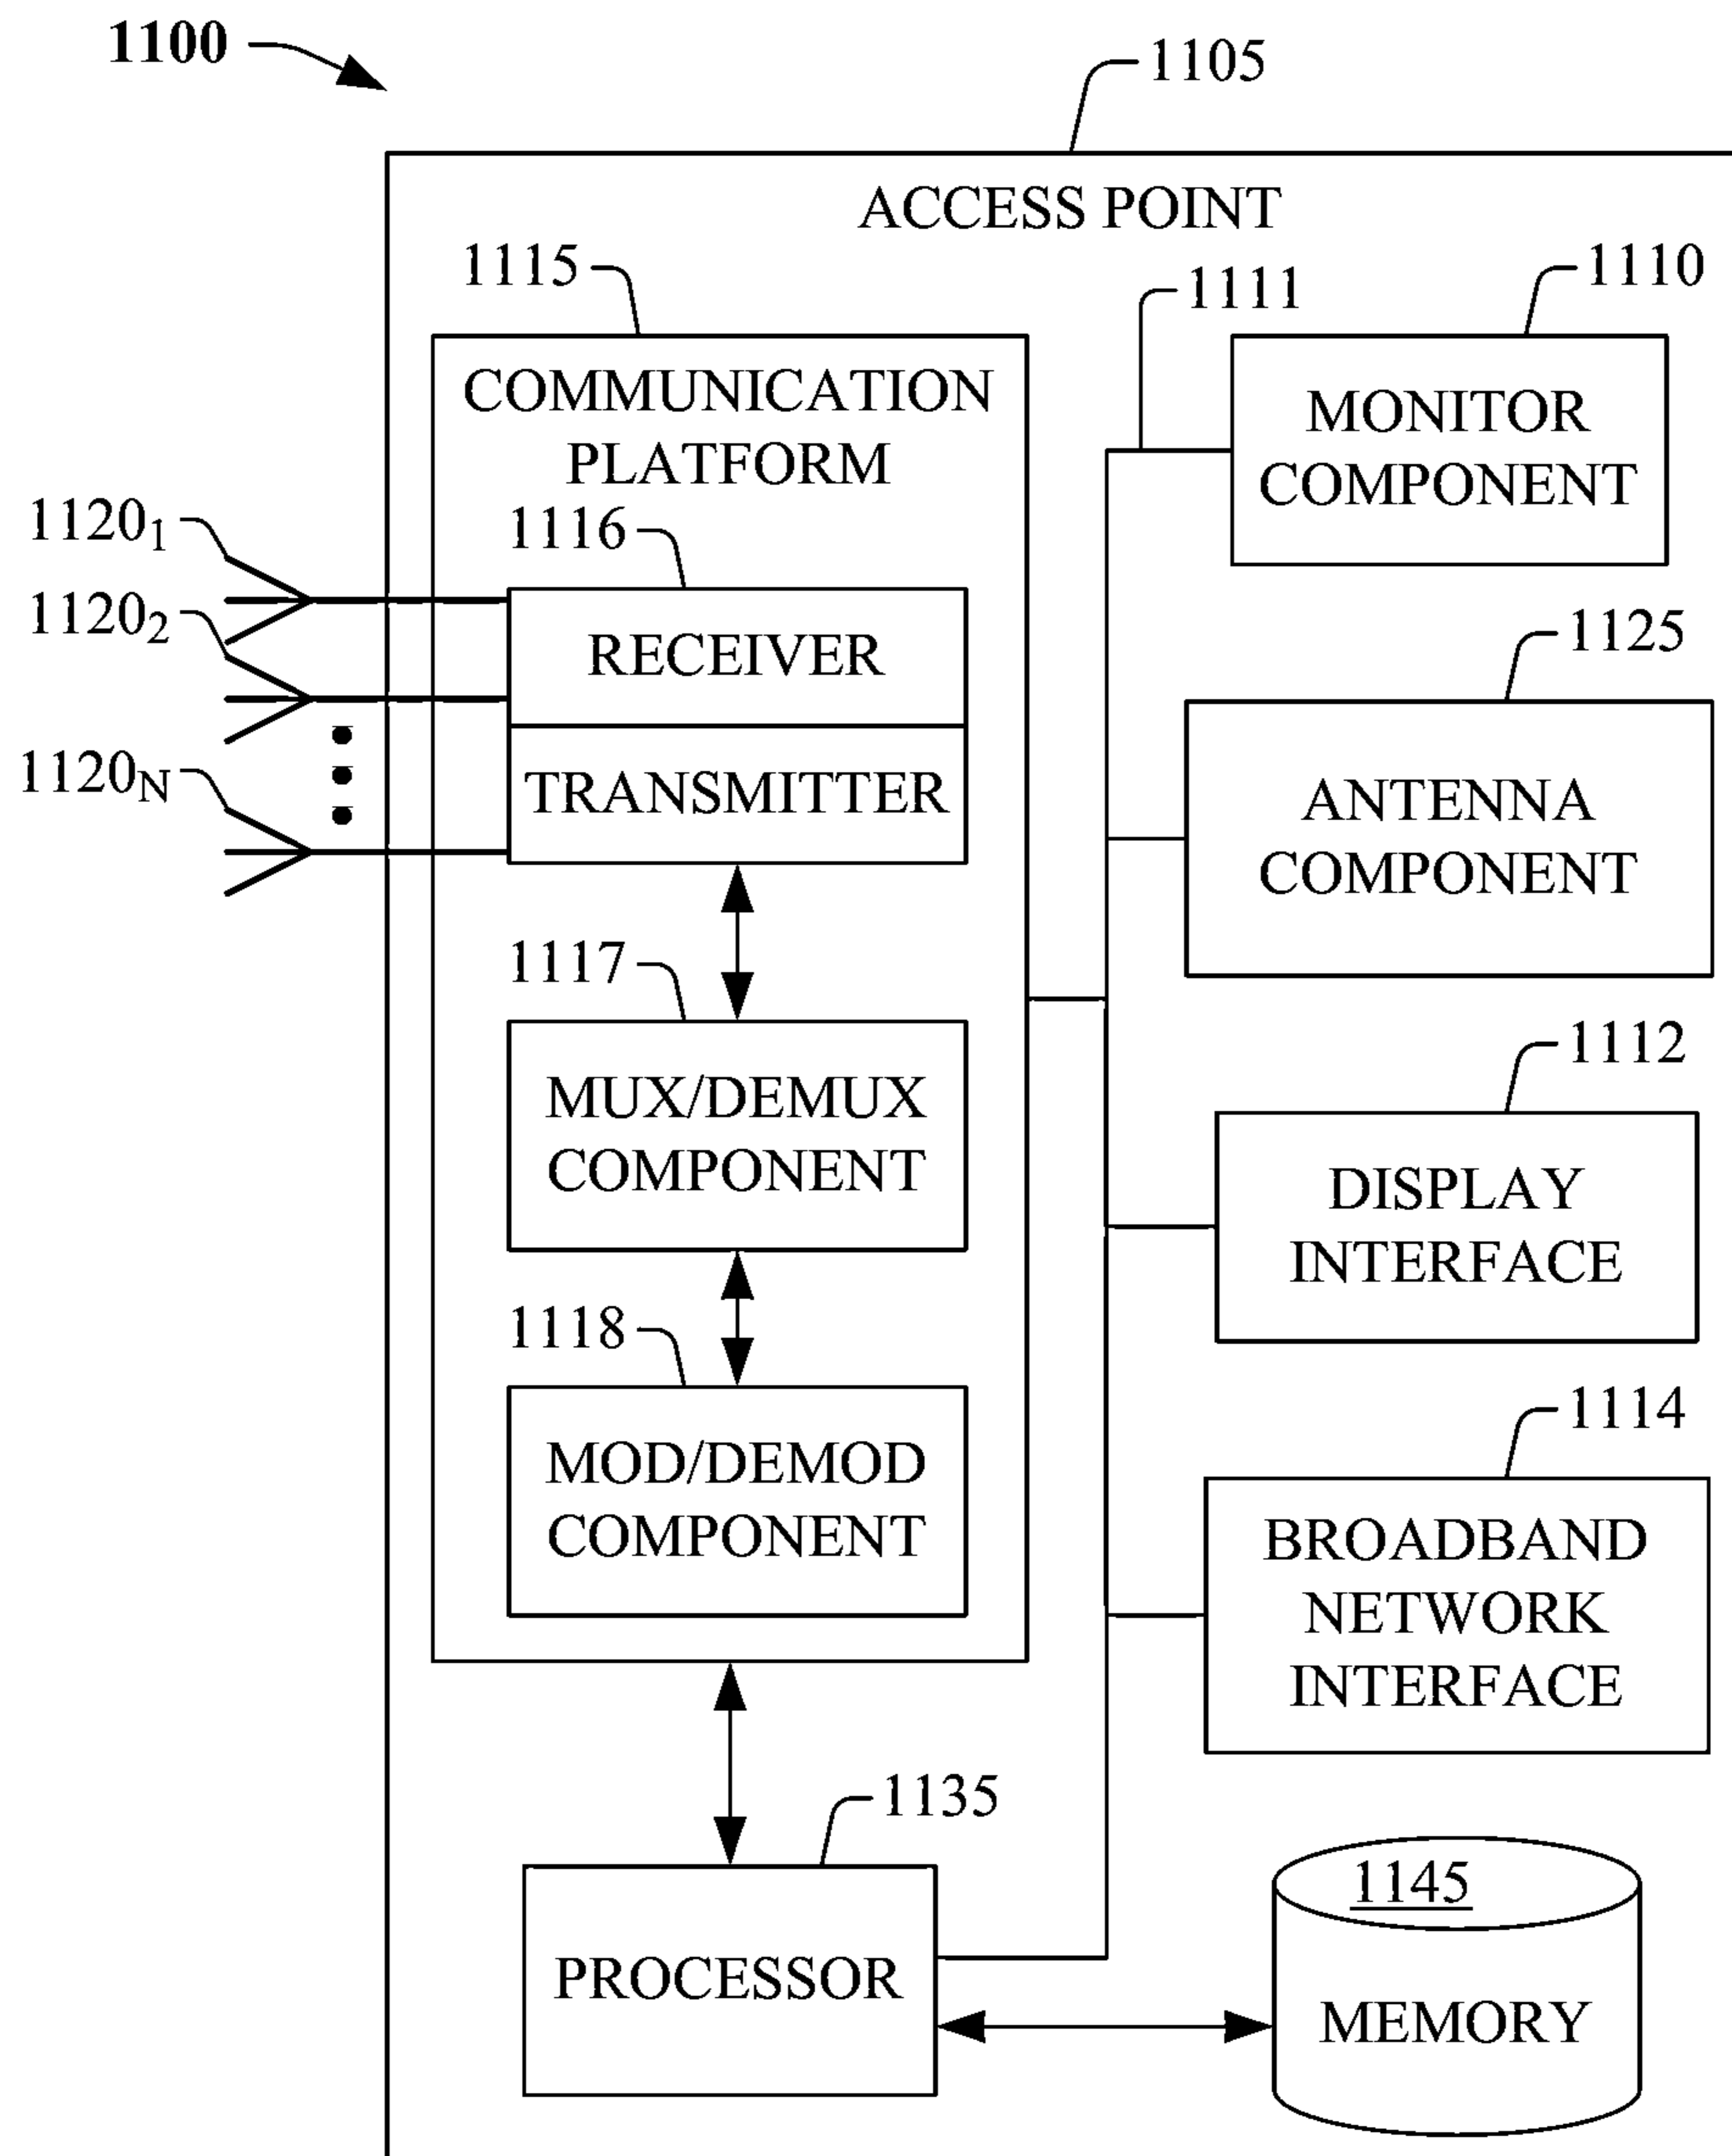 1100
1105
ACCESS POINT
1115
1111
1110
COMMUNICATION
PLATFORM
MONITOR
COMPONENT
1120₁
1116
1120₂
RECEIVER
1125
1120N
TRANSMITTER
ANTENNA
COMPONENT
1117
1112
MUX/DEMUX
COMPONENT
DISPLAY
INTERFACE
1118
1114
MOD/DEMOD
COMPONENT
BROADBAND
NETWORK
INTERFACE
1135
1145
PROCESSOR
MEMORY